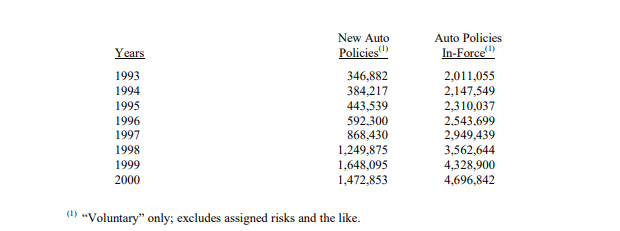 New Auto Auto Policies
Years Policies(1) In-Force(1)
1993 346,882 2,011,055
1994 384,217 2,147,549
1995 443,539 2,310,037
1996 592,300 2,543,699
1997 868,430 2,949,439
1998 1,249,875 3,562,644
1999 1,648,095 4,328,900
2000 1,472,853 4,696,842
(1) “Voluntary” only; excludes assigned risks and the like.